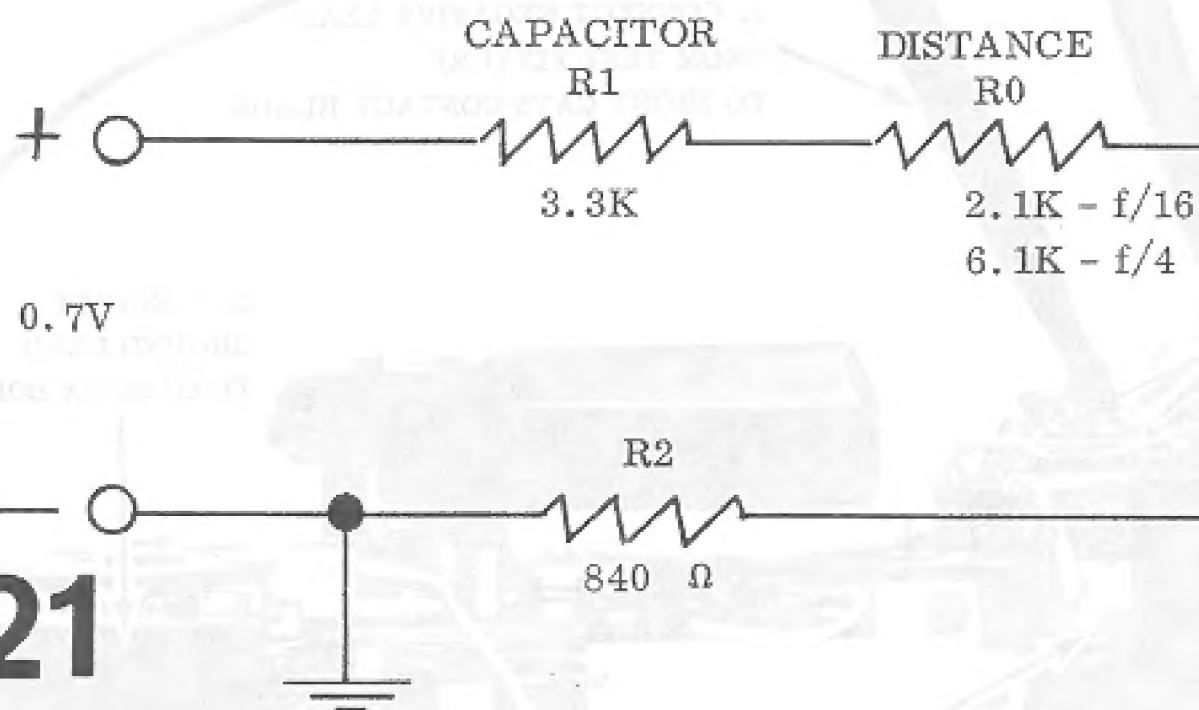 CAPACITOR
R1
3.3K
DISTANCE
R0
2.1K - f/16
6.1K - f/4
+
0.7V
R2
840 Ω
21